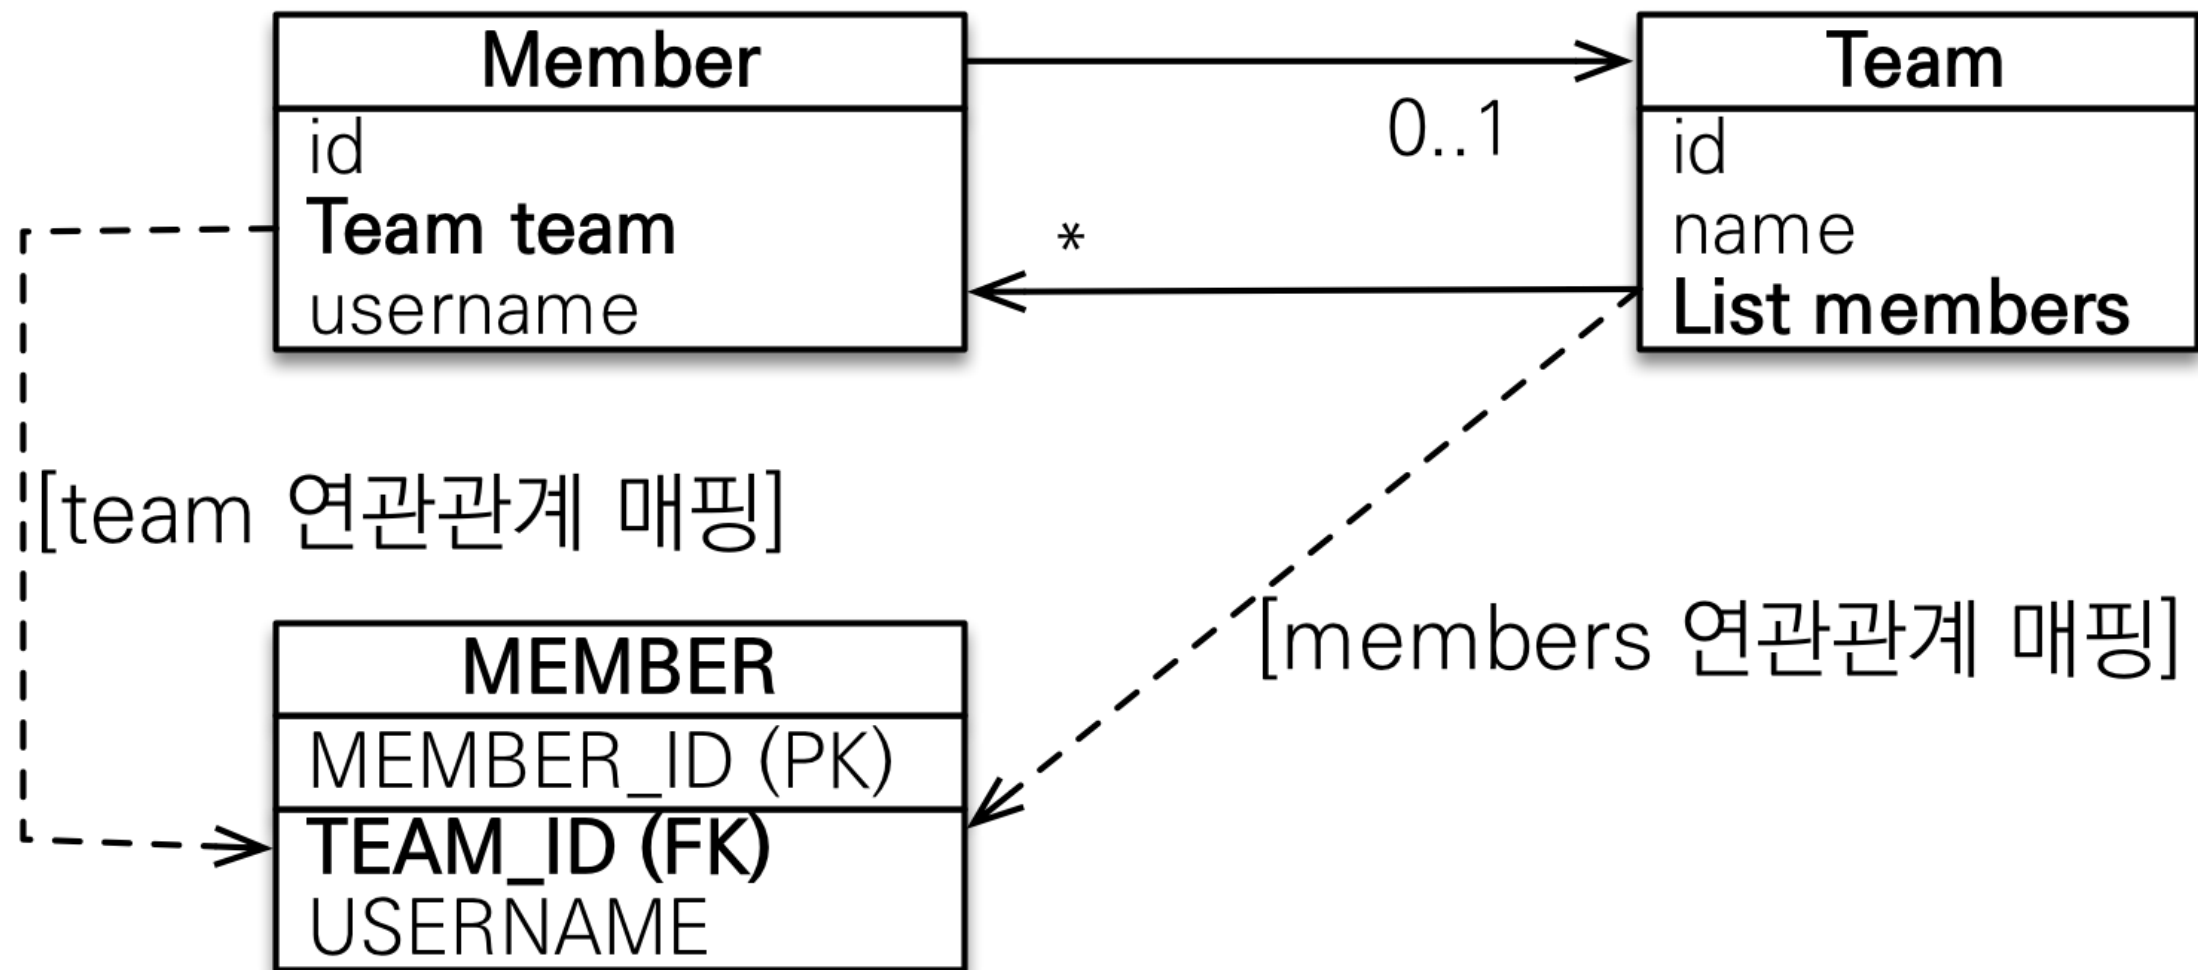 Member
id
Team team
username
0..1
*
Team
id
name
List members
[team 연관관계 매핑]
[members 연관관계 매핑]
MEMBER
MEMBER_ID (PK)
TEAM_ID (FK)
USERNAME